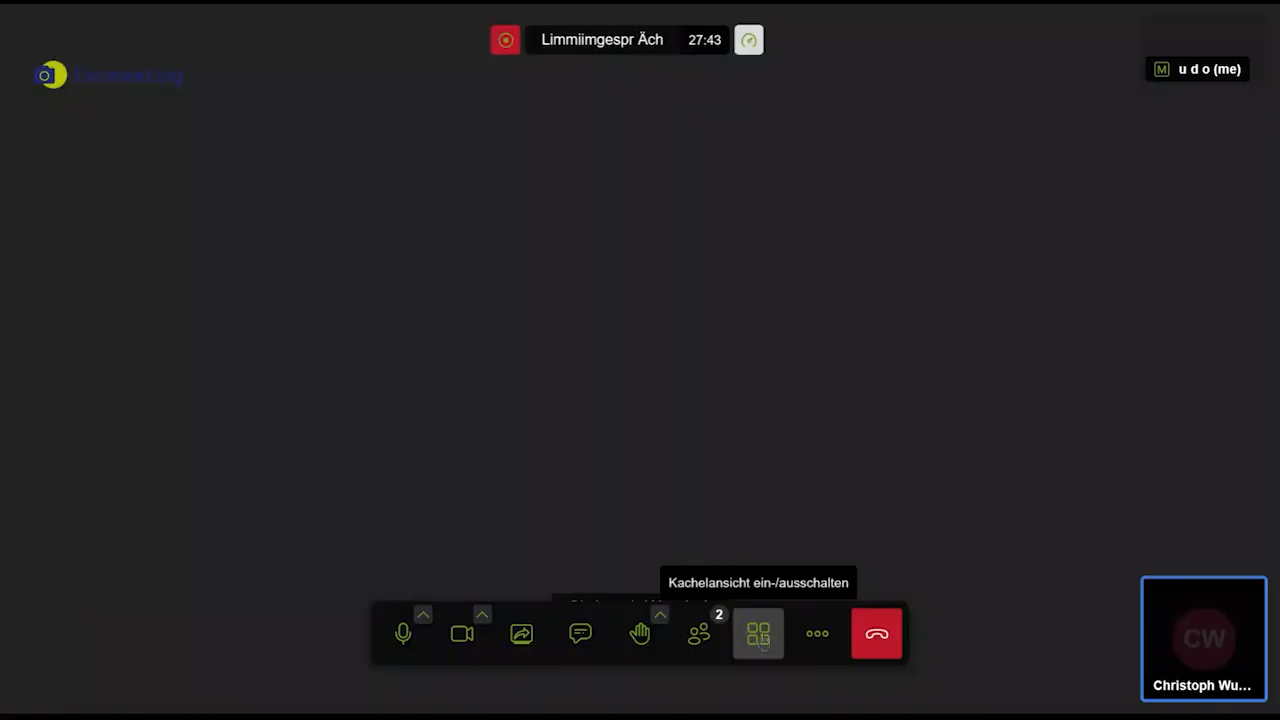 Limmiimgespr Äch 27:43
M u d o (me)
Kachelansicht ein-/ausschalten
2
CW
Christoph Wu...